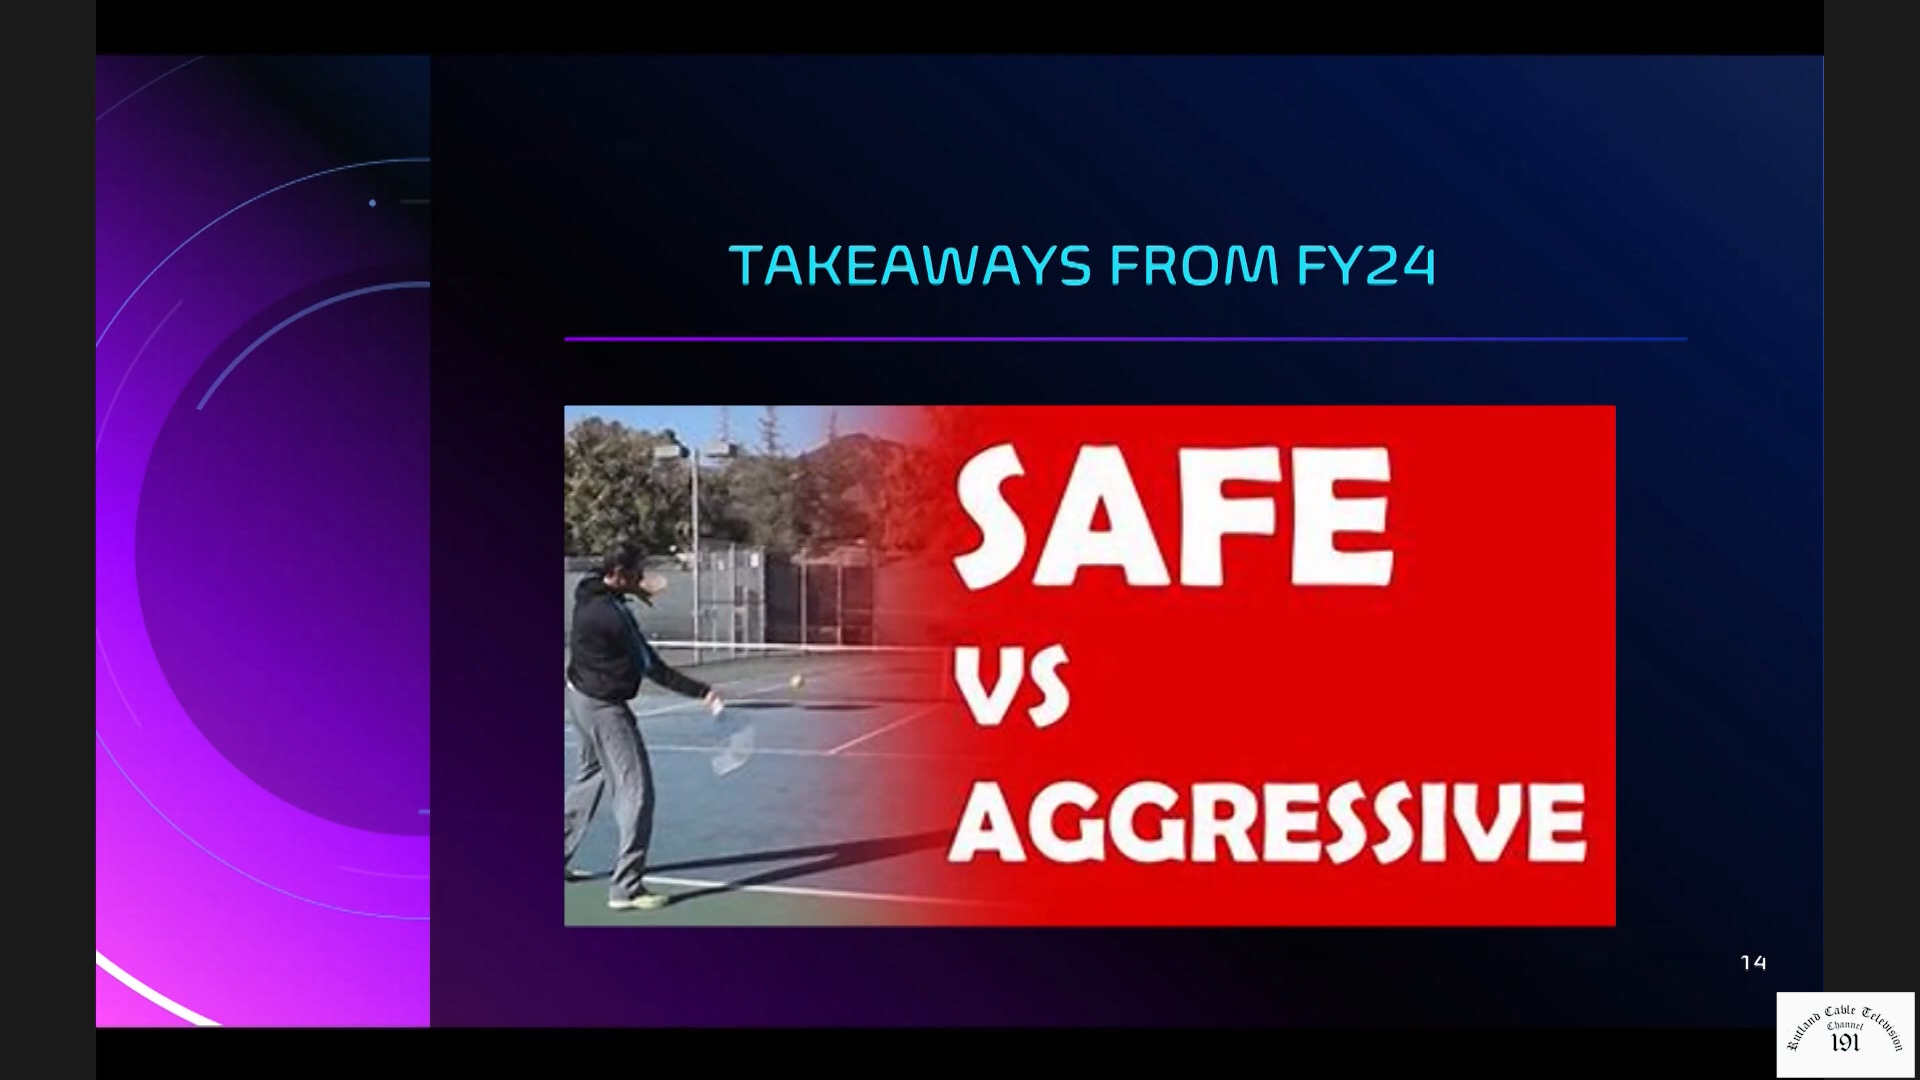 TAKEAWAYS FROM FY24
SAFE
VS
AGGRESSIVE
14
Rutland Cable Television
Channel
191